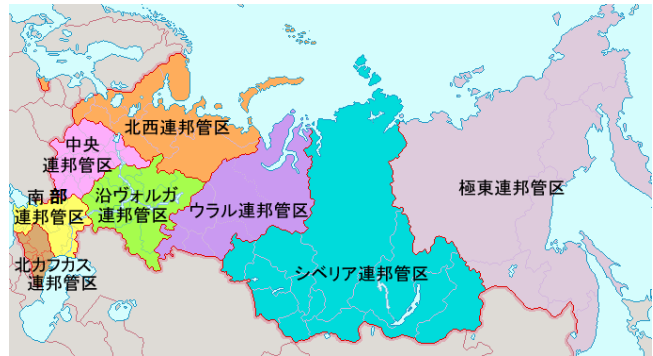 北西連邦管区
中央
連邦管区
南部
連邦管区
沿ヴォルガ
連邦管区
ウラル連邦管区
極東連邦管区
シベリア連邦管区
北カフカス
連邦管区